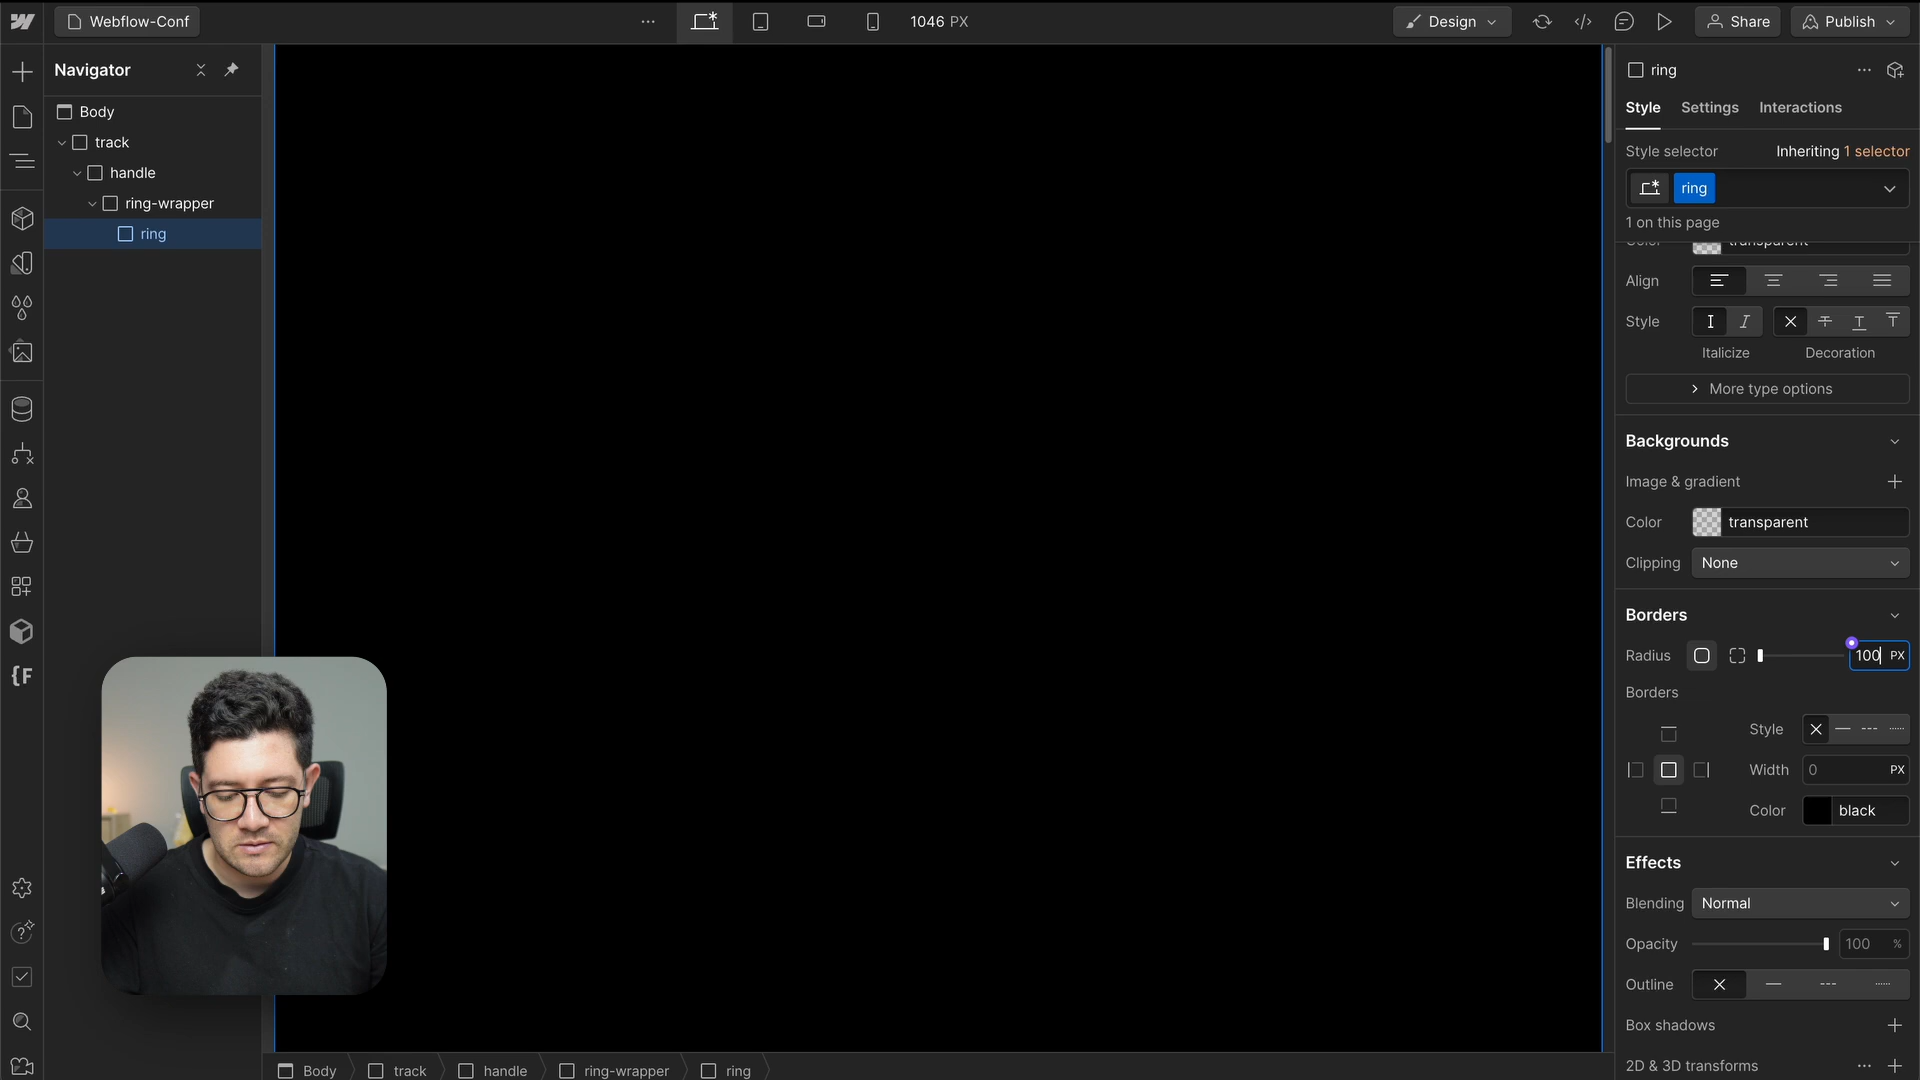 Webflow-Conf
1046 PX
Design
Share
Publish
Navigator
Body
track
handle
ring-wrapper
ring
ring
Style
Settings
Interactions
Style selector
Inheriting 1 selector
ring
1 on this page
Color
transparent
Align
Style
Italicize
Decoration
More type options
Backgrounds
Image & gradient
Color
transparent
Clipping
None
Borders
Radius
100
PX
Borders
Style
Width
0
PX
Color
black
Effects
Blending
Normal
Opacity
100
%
Outline
Box shadows
2D & 3D transforms
Body
track
handle
ring-wrapper
ring